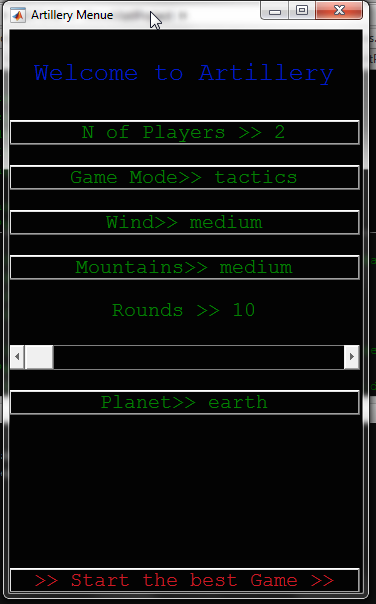 Artillery Menue
Welcome to Artillery
N of Players >> 2
Game Mode>> tactics
Wind>> medium
Mountains>> medium
Rounds >> 10
Planet>> earth
>> Start the best Game >>